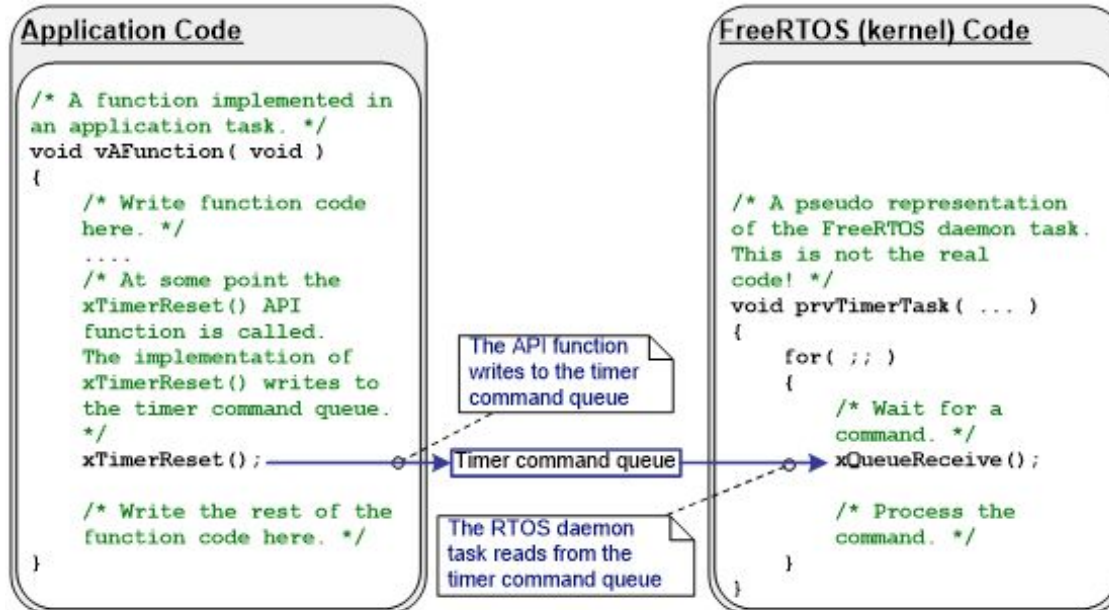 Application Code
/* A function implemented in
an application task. */
void vAFunction( void )
{
/* Write function code
here. */
....
/* At some point the
xTimerReset() API
function is called.
The implementation of
xTimerReset() writes to
the timer command queue.
*/
xTimerReset();
/* Write the rest of the
function code here. */
}
The API function
writes to the timer
command queue
Timer command queue
The RTOS daemon
task reads from the
timer command queue
FreeRTOS (kernel) Code
/* A pseudo representation
of the FreeRTOS daemon task.
This is not the real
code! */
void prvTimerTask( ... )
{
for( ;; )
{
/* Wait for a
command. */
xQueueReceive();
/* Process the
command. */
}
}